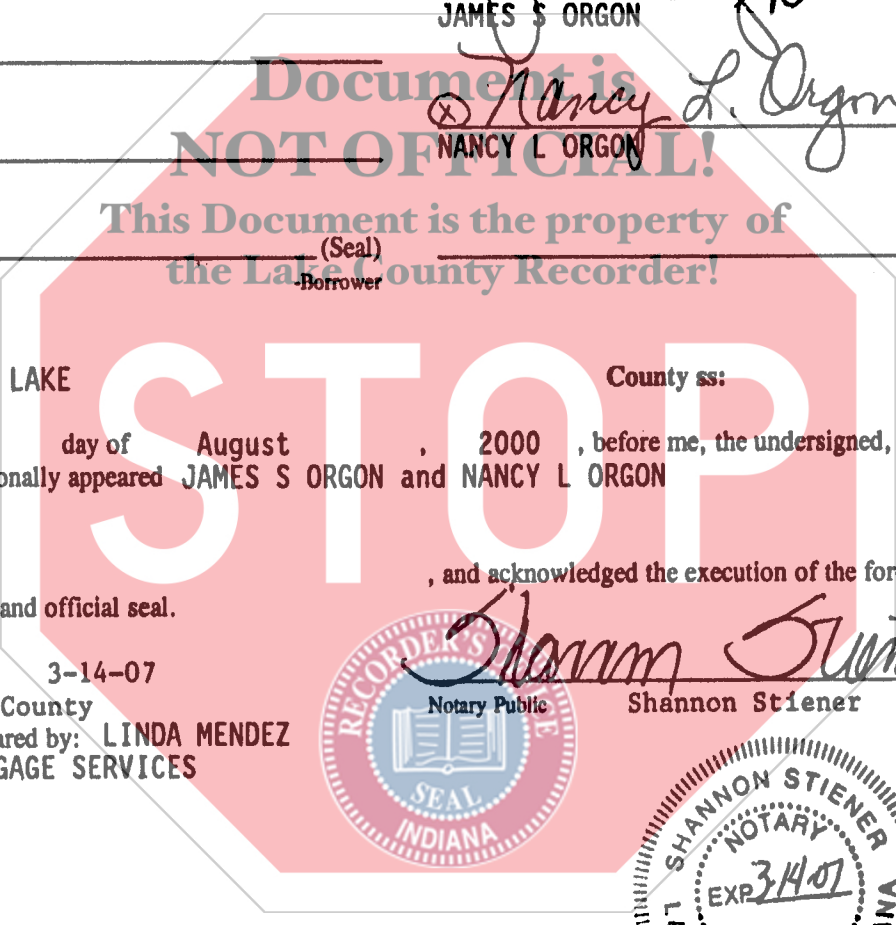 JAMES S ORGON
Document is
Nancy L. Orgon
NOT OFFICIAL!
NANCY L ORGON
This Document is the property of
(Seal)
the Lake County Recorder!
-Borrower
STOP
LAKE County ss:
day of August , 2000 , before me, the undersigned,
onally appeared JAMES S ORGON and NANCY L ORGON
, and acknowledged the execution of the for
and official seal.
3-14-07
County
Notary Public Shannon Stiener
ared by: LINDA MENDEZ
GAGE SERVICES
RECORDER'S OFFICE
SEAL
INDIANA
SHANNON STIENER
NOTARY
EXP 3-14-07